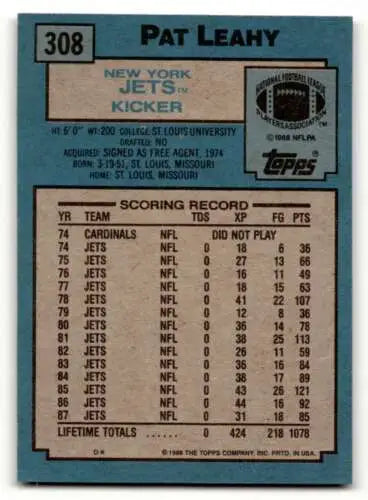 308
PAT LEAHY
NEW YORK
JETS™
KICKER
NATIONAL FOOTBALL LEAGUE
PLAYERS ASSOCIATION
© 1988 NFLPA
TOPPS®
HT: 6'0" WT: 200 COLLEGE: ST. LOUIS UNIVERSITY
DRAFTED: NO
ACQUIRED: SIGNED AS FREE AGENT, 1974
BORN: 3-19-51, ST. LOUIS, MISSOURI
HOME: ST. LOUIS, MISSOURI
SCORING RECORD
YR TEAM TDS XP FG PTS
74 CARDINALS NFL DID NOT PLAY
74 JETS NFL 0 18 6 36
75 JETS NFL 0 27 13 66
76 JETS NFL 0 16 11 49
77 JETS NFL 0 18 15 63
78 JETS NFL 0 41 22 107
79 JETS NFL 0 12 8 36
80 JETS NFL 0 36 14 78
81 JETS NFL 0 38 25 113
82 JETS NFL 0 26 11 59
83 JETS NFL 0 36 16 84
84 JETS NFL 0 38 17 89
85 JETS NFL 0 43 26 121
86 JETS NFL 0 44 16 92
87 JETS NFL 0 31 18 85
LIFETIME TOTALS ...... 0 424 218 1078
D* © 1988 THE TOPPS COMPANY, INC. PRTD. IN U.S.A.